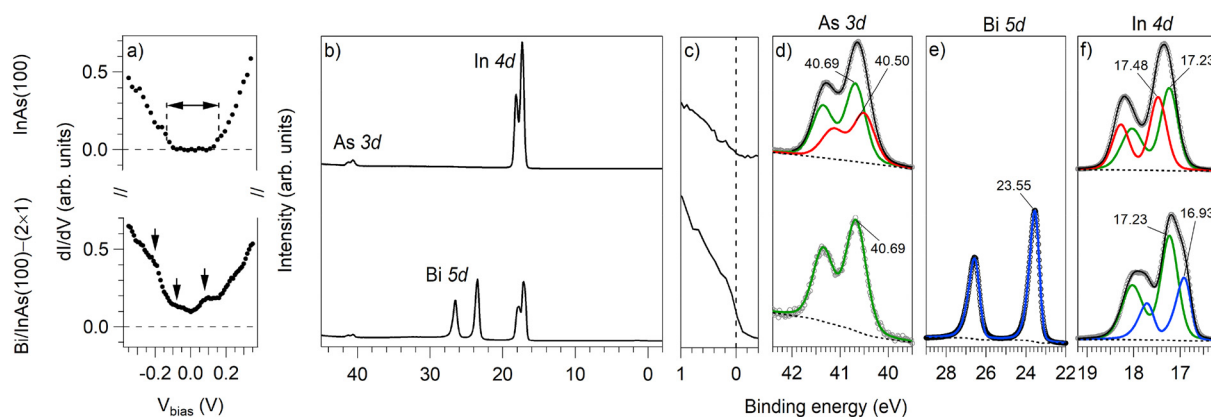 As 3d
Bi 5d
In 4d
a)
b)
c)
d)
e)
f)
InAs(100)
Bi/InAs(100)–(2×1)
dI/dV (arb. units)
0.5
0.0
0.5
0.0
-0.2
0.0
0.2
V_bias (V)
Intensity (arb. units)
In 4d
As 3d
Bi 5d
40
30
20
10
0
1
0
40.69
40.50
40.69
42
41
40
23.55
28
26
24
22
17.48
17.23
17.23
16.93
19
18
17
Binding energy (eV)